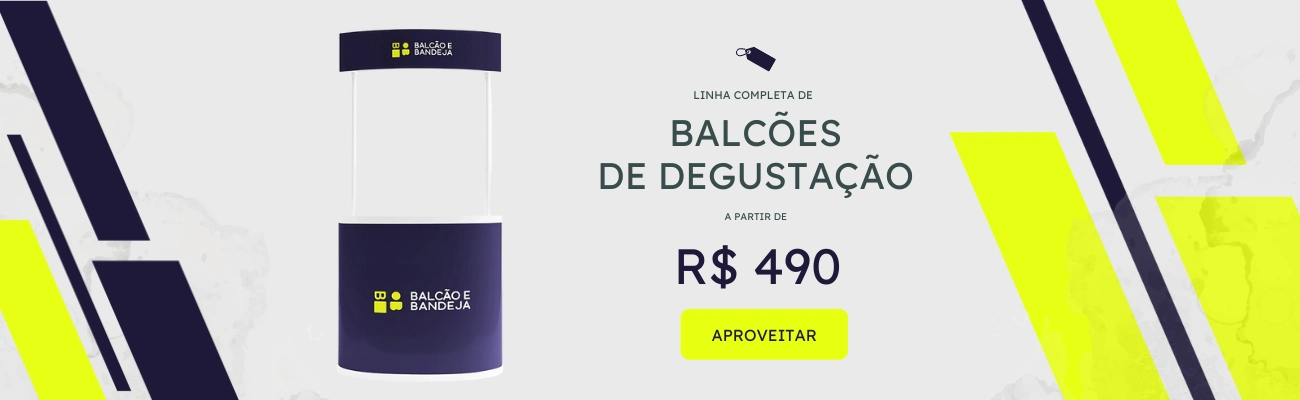 BALCÃO E
BANDEJA
LINHA COMPLETA DE
BALCÕES
DE DEGUSTAÇÃO
A PARTIR DE
R$ 490
BALCÃO E
BANDEJA
APROVEITAR